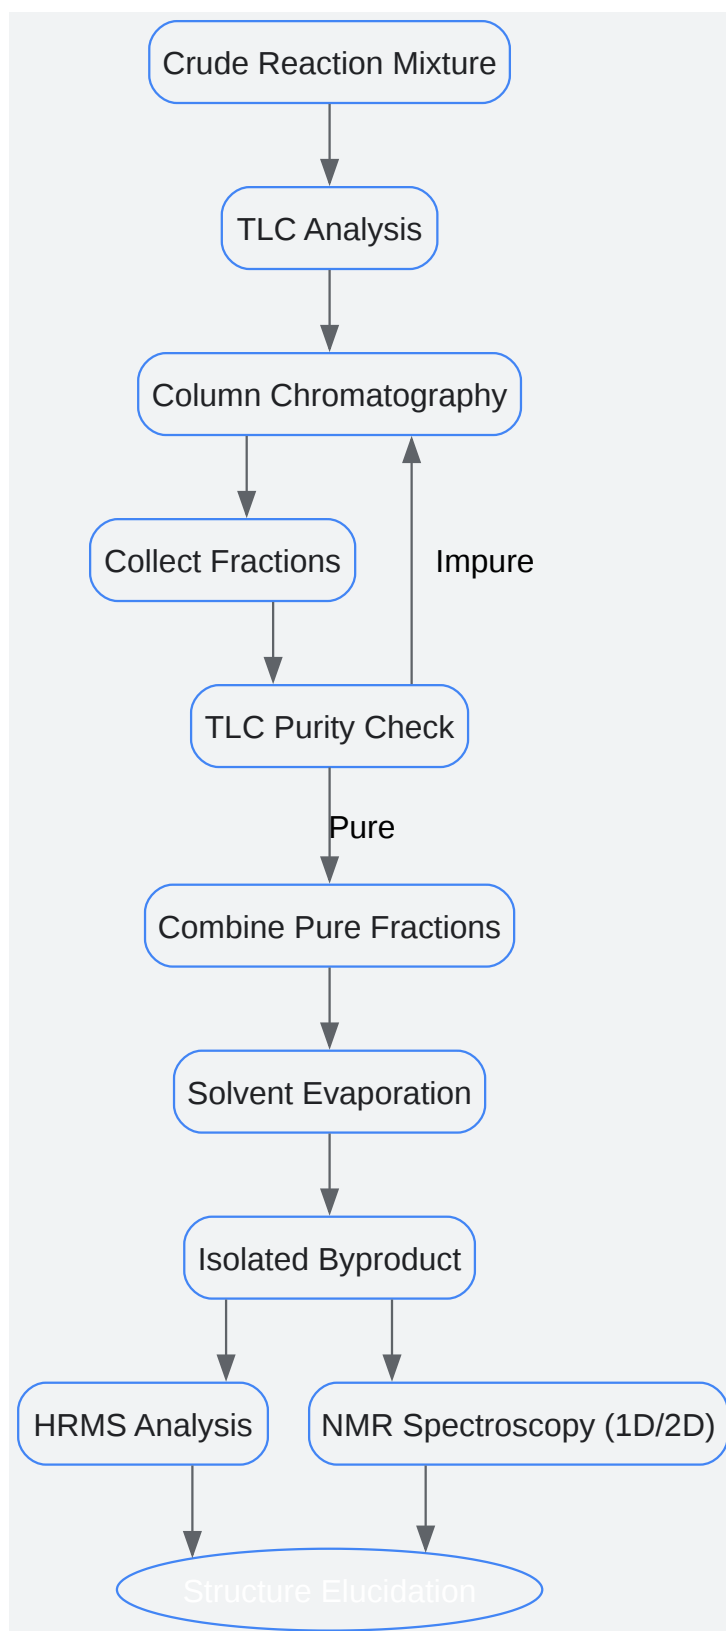 Crude Reaction Mixture
TLC Analysis
Column Chromatography
Collect Fractions
Impure
TLC Purity Check
Pure
Combine Pure Fractions
Solvent Evaporation
Isolated Byproduct
HRMS Analysis
NMR Spectroscopy (1D/2D)
Structure Elucidation